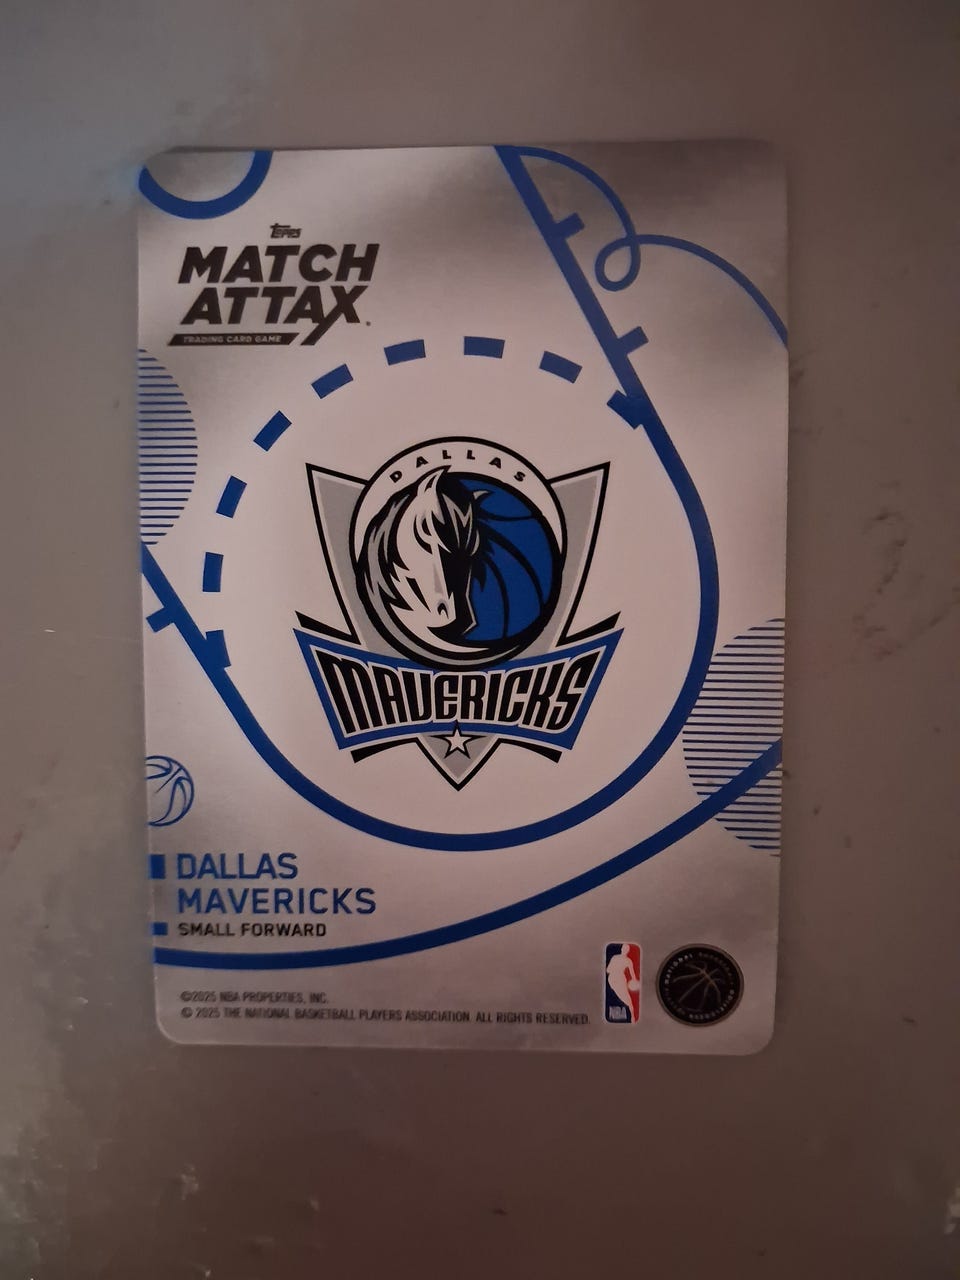 Topps
MATCH
ATTAX
TRADING CARD GAME
DALLAS
MAVERICKS
DALLAS
MAVERICKS
SMALL FORWARD
©2025 NBA PROPERTIES, INC.
© 2025 THE NATIONAL BASKETBALL PLAYERS ASSOCIATION. ALL RIGHTS RESERVED.
NBA